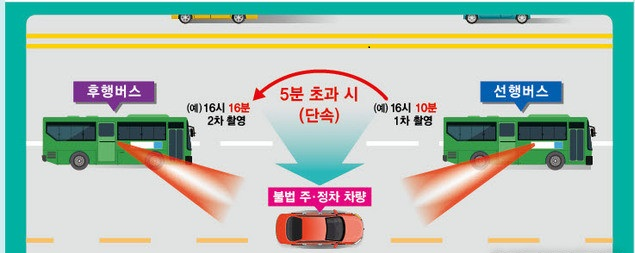 후행버스
(예) 16시 16분
2차 촬영
5분 초과 시
(단속)
(예) 16시 10분
1차 촬영
선행버스
불법 주·정차 차량